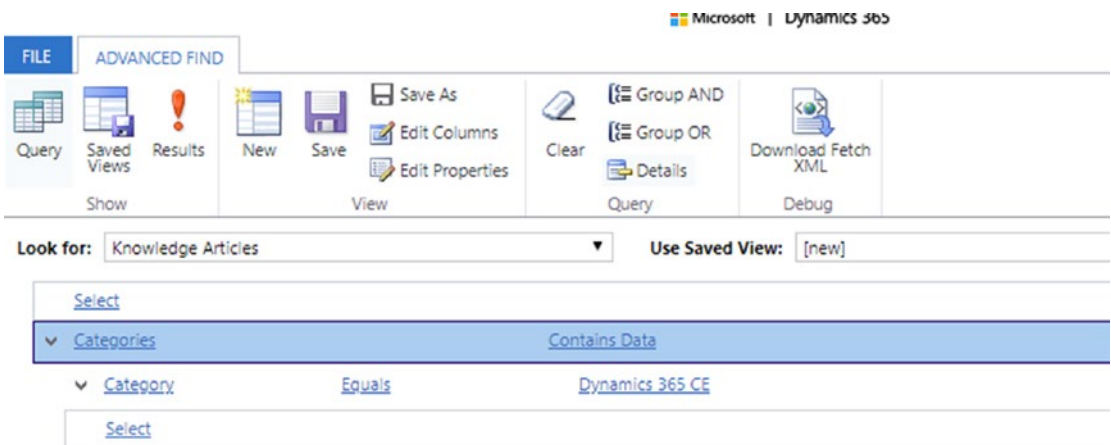 Microsoft | Dynamics 365
FILE ADVANCED FIND
Query Saved Views Results New Save Save As Edit Columns Edit Properties Clear Group AND Group OR Details Download Fetch XML
Show View Query Debug
Look for: Knowledge Articles Use Saved View: [new]
Select
Categories Contains Data
Category Equals Dynamics 365 CE
Select